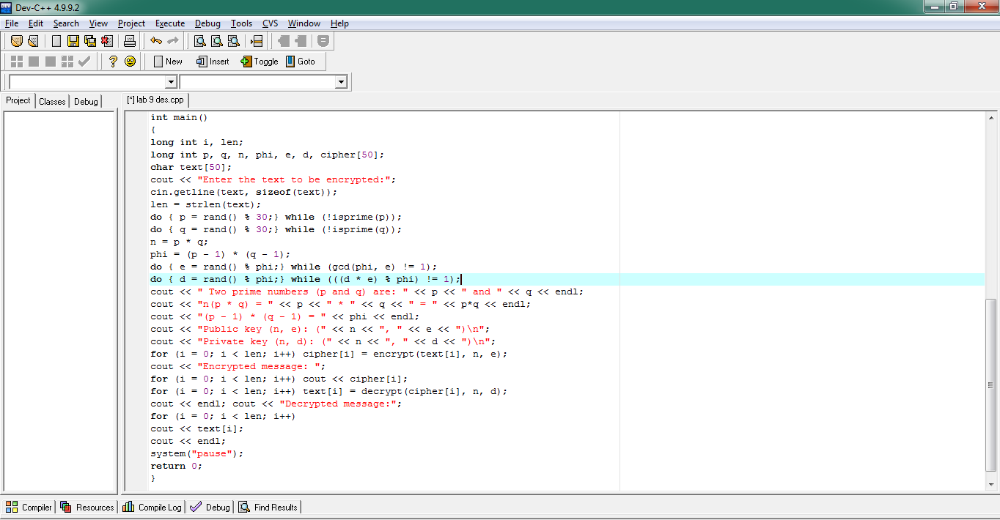 Dev-C++ 4.9.9.2
File Edit Search View Project Execute Debug Tools CVS Window Help
New Insert Toggle Goto
Project Classes Debug [*] lab 9 des.cpp
int main()
{
long int i, len;
long int p, q, n, phi, e, d, cipher[50];
char text[50];
cout << "Enter the text to be encrypted:";
cin.getline(text, sizeof(text));
len = strlen(text);
do { p = rand() % 30;} while (!isprime(p));
do { q = rand() % 30;} while (!isprime(q));
n = p * q;
phi = (p - 1) * (q - 1);
do { e = rand() % phi;} while (gcd(phi, e) != 1);
do { d = rand() % phi;} while (((d * e) % phi) != 1);
cout << " Two prime numbers (p and q) are: " << p << " and " << q << endl;
cout << "n(p * q) = " << p << " * " << q << " = " << p*q << endl;
cout << "(p - 1) * (q - 1) = " << phi << endl;
cout << "Public key (n, e): (" << n << ", " << e << ")\n";
cout << "Private key (n, d): (" << n << ", " << d << ")\n";
for (i = 0; i < len; i++) cipher[i] = encrypt(text[i], n, e);
cout << "Encrypted message: ";
for (i = 0; i < len; i++) cout << cipher[i];
for (i = 0; i < len; i++) text[i] = decrypt(cipher[i], n, d);
cout << endl; cout << "Decrypted message:";
for (i = 0; i < len; i++)
cout << text[i];
cout << endl;
system("pause");
return 0;
}
Compiler Resources Compile Log Debug Find Results